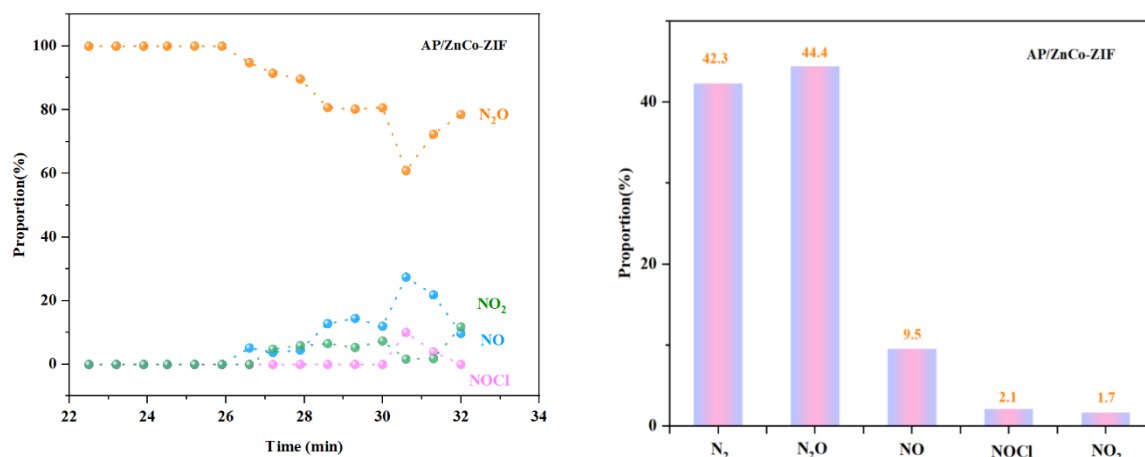 AP/ZnCo-ZIF
100
80
60
40
20
0
Proportion(%)
N₂O
NO₂
NO
NOCl
22 24 26 28 30 32 34
Time (min)
AP/ZnCo-ZIF
40
20
0
Proportion(%)
42.3
44.4
9.5
2.1
1.7
N₂ N₂O NO NOCl NO₂